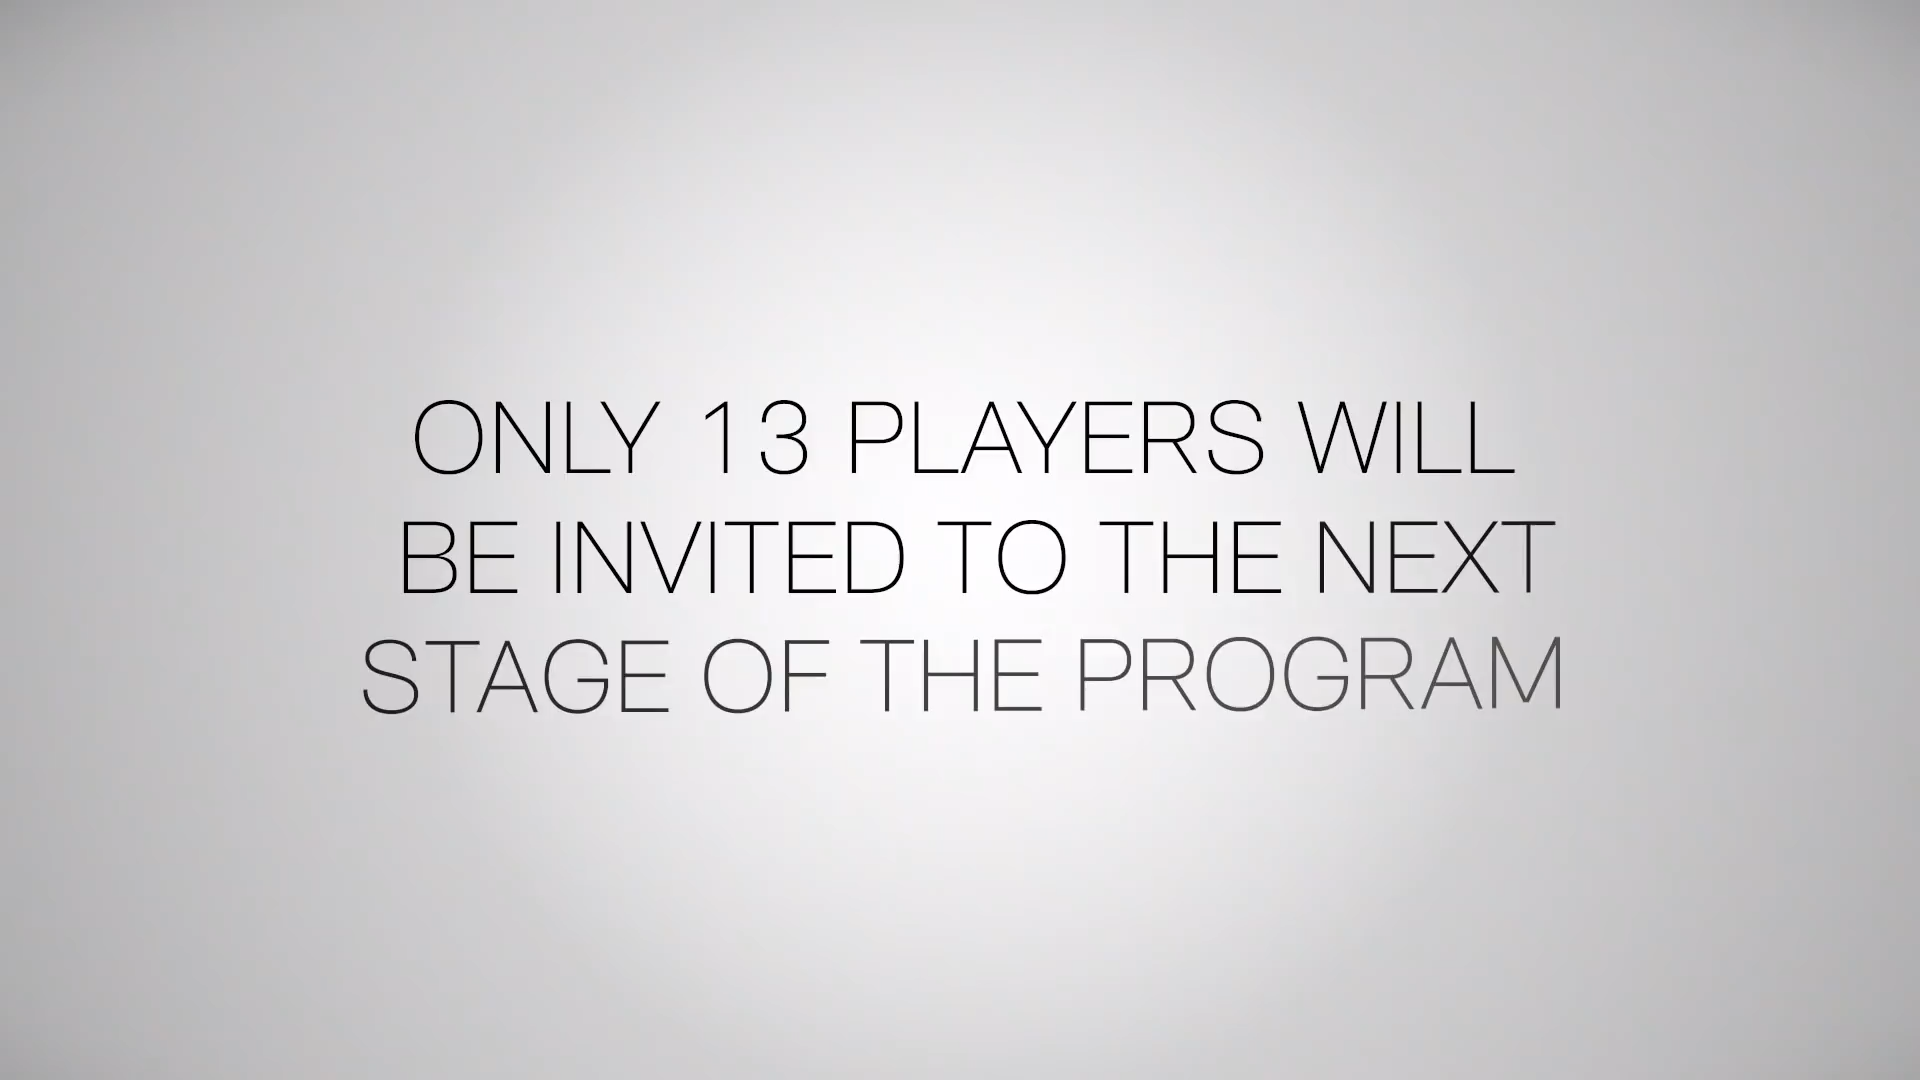 ONLY 13 PLAYERS WILL
BE INVITED TO THE NEXT
STAGE OF THE PROGRAM